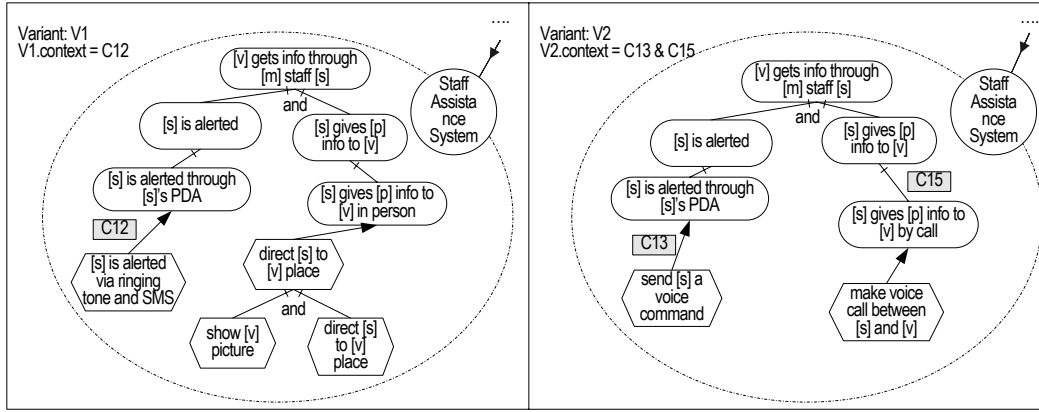 Variant: V1
V1.context = C12
....
[v] gets info through
[m] staff [s]
and
Staff
Assista
nce
System
[s] is alerted
[s] gives [p]
info to [v]
[s] is alerted through
[s]'s PDA
[s] gives [p] info to
[v] in person
C12
[s] is alerted
via ringing
tone and SMS
direct [s] to
[v] place
and
show [v]
picture
direct [s]
to [v]
place
Variant: V2
V2.context = C13 & C15
....
[v] gets info through
[m] staff [s]
and
Staff
Assista
nce
System
[s] is alerted
[s] gives [p]
info to [v]
[s] is alerted through
[s]'s PDA
C15
[s] gives [p] info to
[v] by call
C13
send [s] a
voice
command
make voice
call between
[s] and [v]